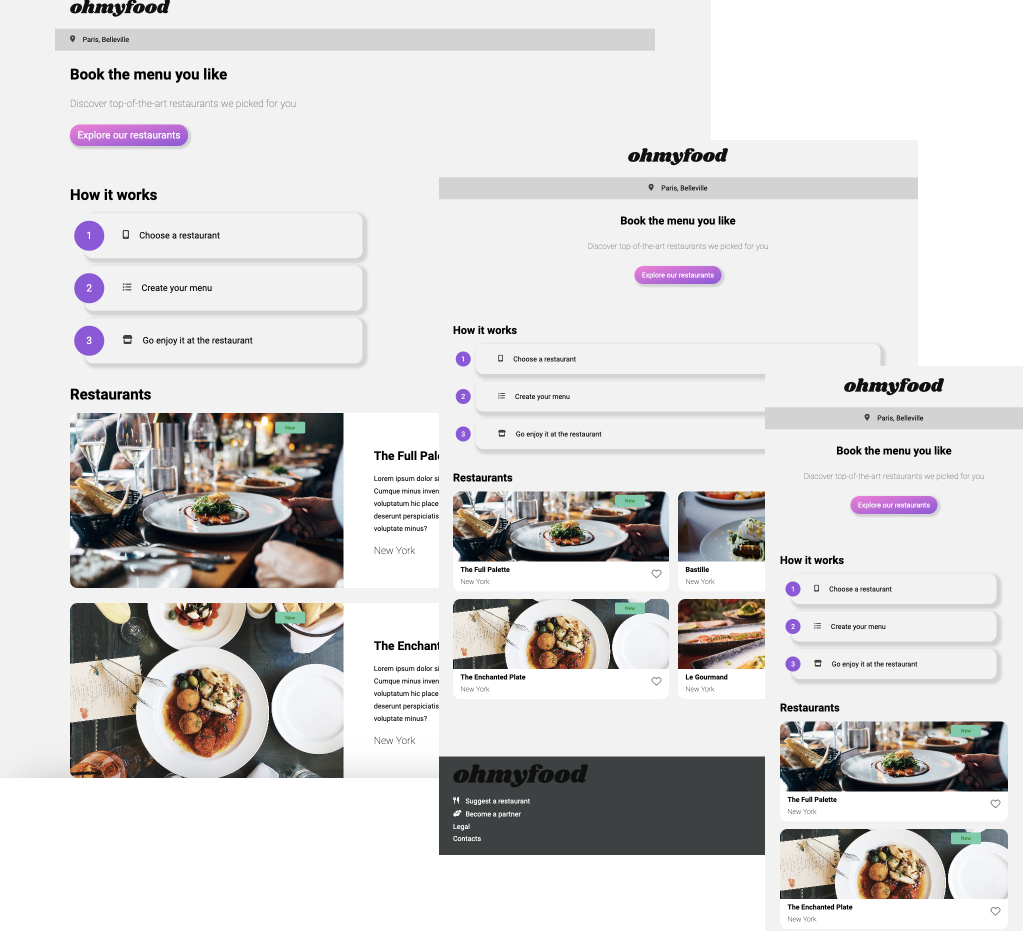 ohmyfood
Paris, Belleville
Book the menu you like
Discover top-of-the-art restaurants we picked for you
Explore our restaurants
How it works
1 Choose a restaurant
2 Create your menu
3 Go enjoy it at the restaurant
Restaurants
New
The Full Pal
Lorem ipsum dolor si
Cumque minus inven
voluptatum hic place
deserunt perspiciatis
voluptate minus?
New York
New
The Enchant
Lorem ipsum dolor si
Cumque minus inven
voluptatum hic place
deserunt perspiciatis
voluptate minus?
New York
ohmyfood
Paris, Belleville
Book the menu you like
Discover top-of-the-art restaurants we picked for you
Explore our restaurants
How it works
1 Choose a restaurant
2 Create your menu
3 Go enjoy it at the restaurant
Restaurants
New
The Full Palette
New York
Bastille
New York
New
The Enchanted Plate
New York
Le Gourmand
New York
ohmyfood
Suggest a restaurant
Become a partner
Legal
Contacts
ohmyfood
Paris, Belleville
Book the menu you like
Discover top-of-the-art restaurants we picked for you
Explore our restaurants
How it works
1 Choose a restaurant
2 Create your menu
3 Go enjoy it at the restaurant
Restaurants
New
The Full Palette
New York
New
The Enchanted Plate
New York